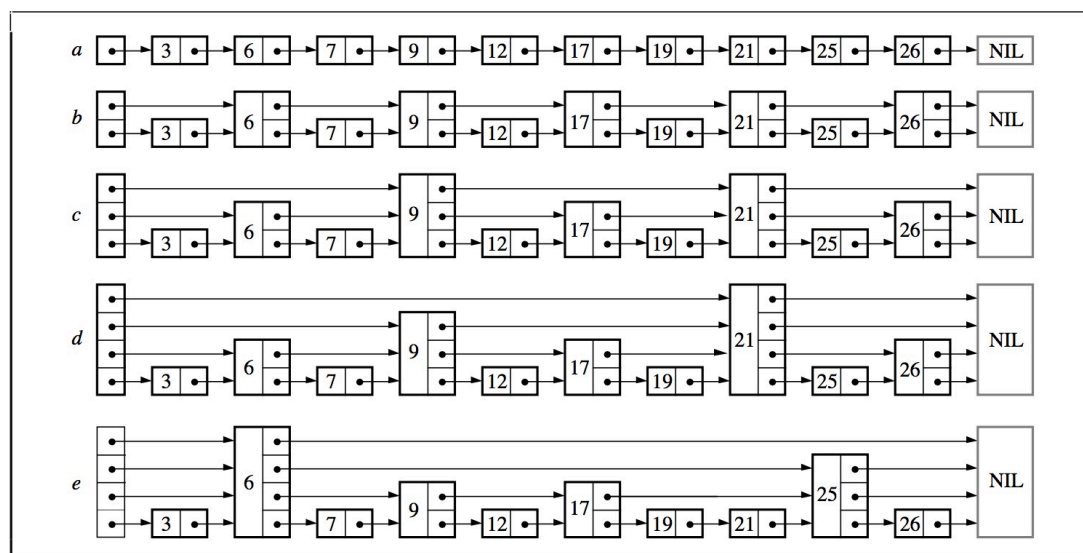 a 3 6 7 9 12 17 19 21 25 26 NIL
b 3 6 7 9 12 17 19 21 25 26 NIL
c 3 6 7 9 12 17 19 21 25 26 NIL
d 3 6 7 9 12 17 19 21 25 26 NIL
e 3 6 7 9 12 17 19 21 25 26 NIL